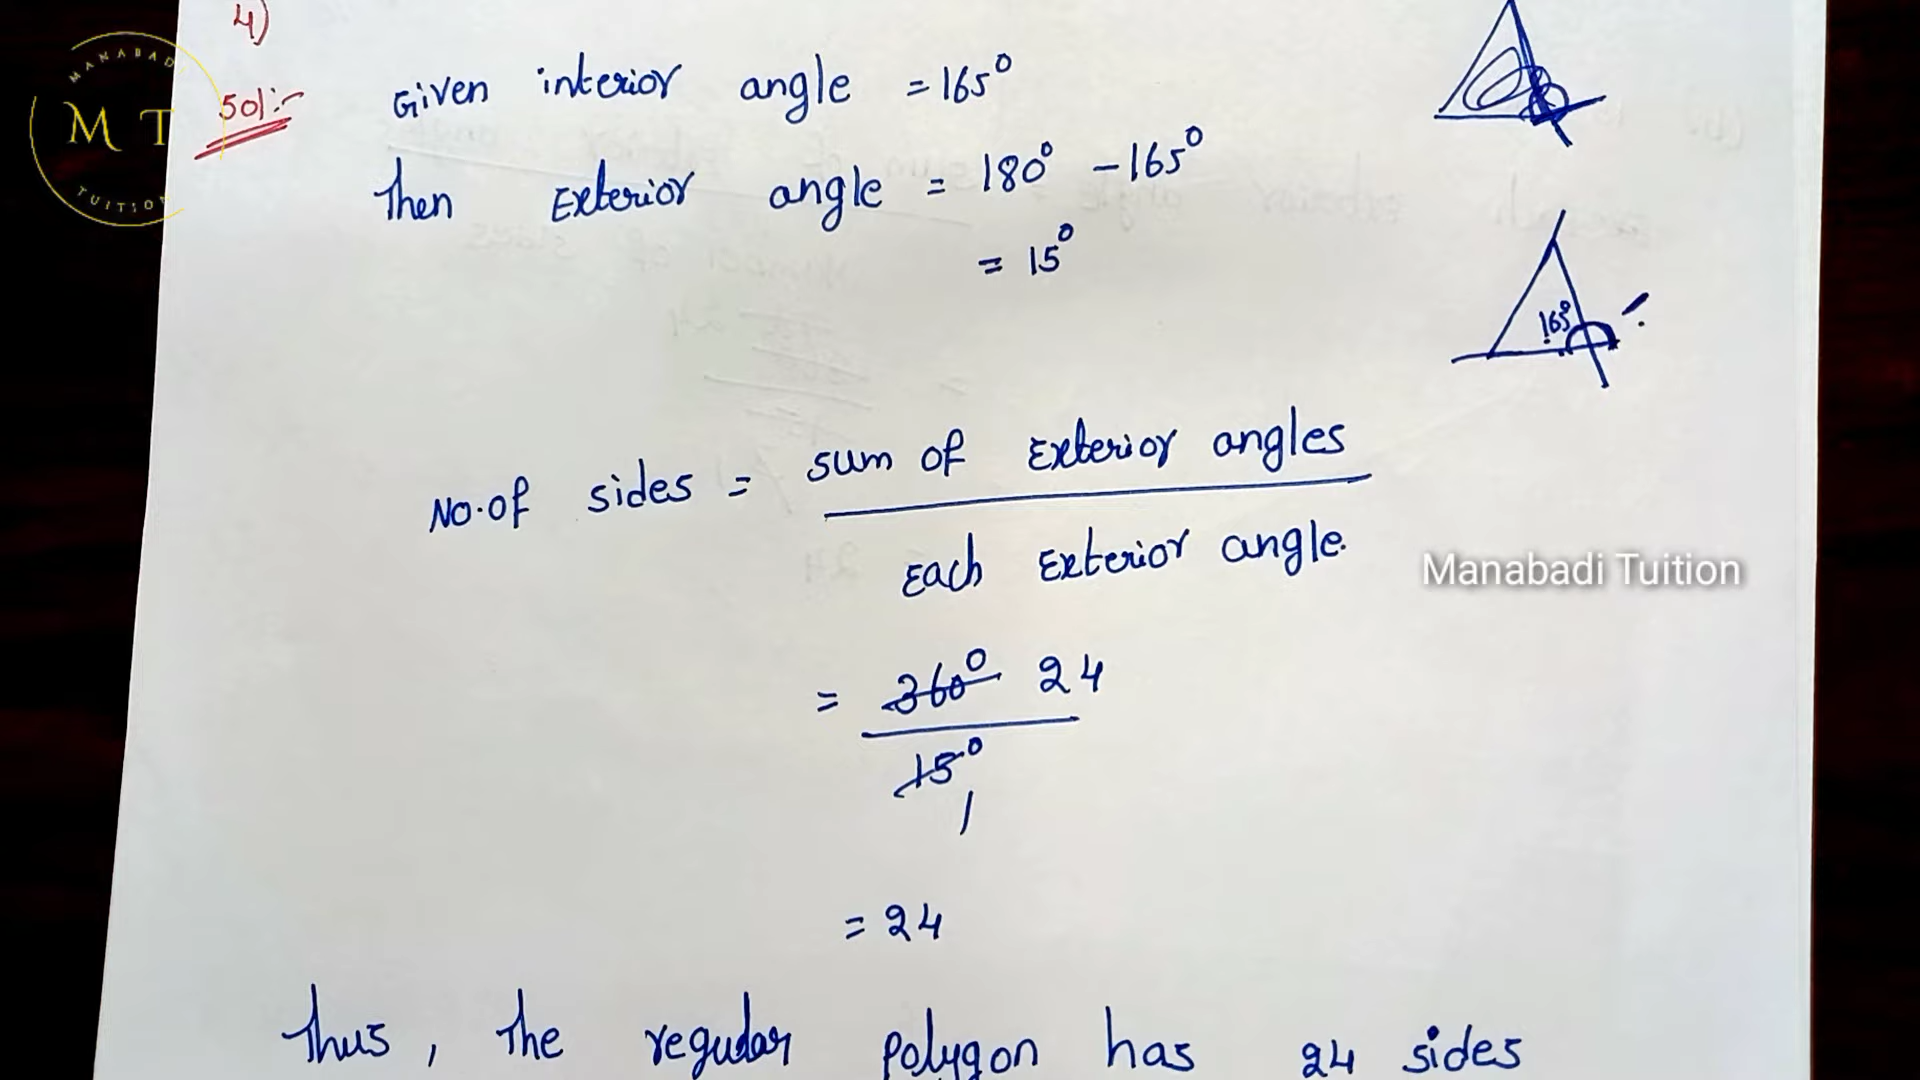 4)
MANABADI
M T
TUITION
Sol:-
Given interior angle = 165°
Then Exterior angle = 180° - 165°
= 15°
165°
No.of sides = sum of Exterior angles
Each Exterior angle.
= 360° 24
15°
1
= 24
Manabadi Tuition
Thus, the regular polygon has 24 sides